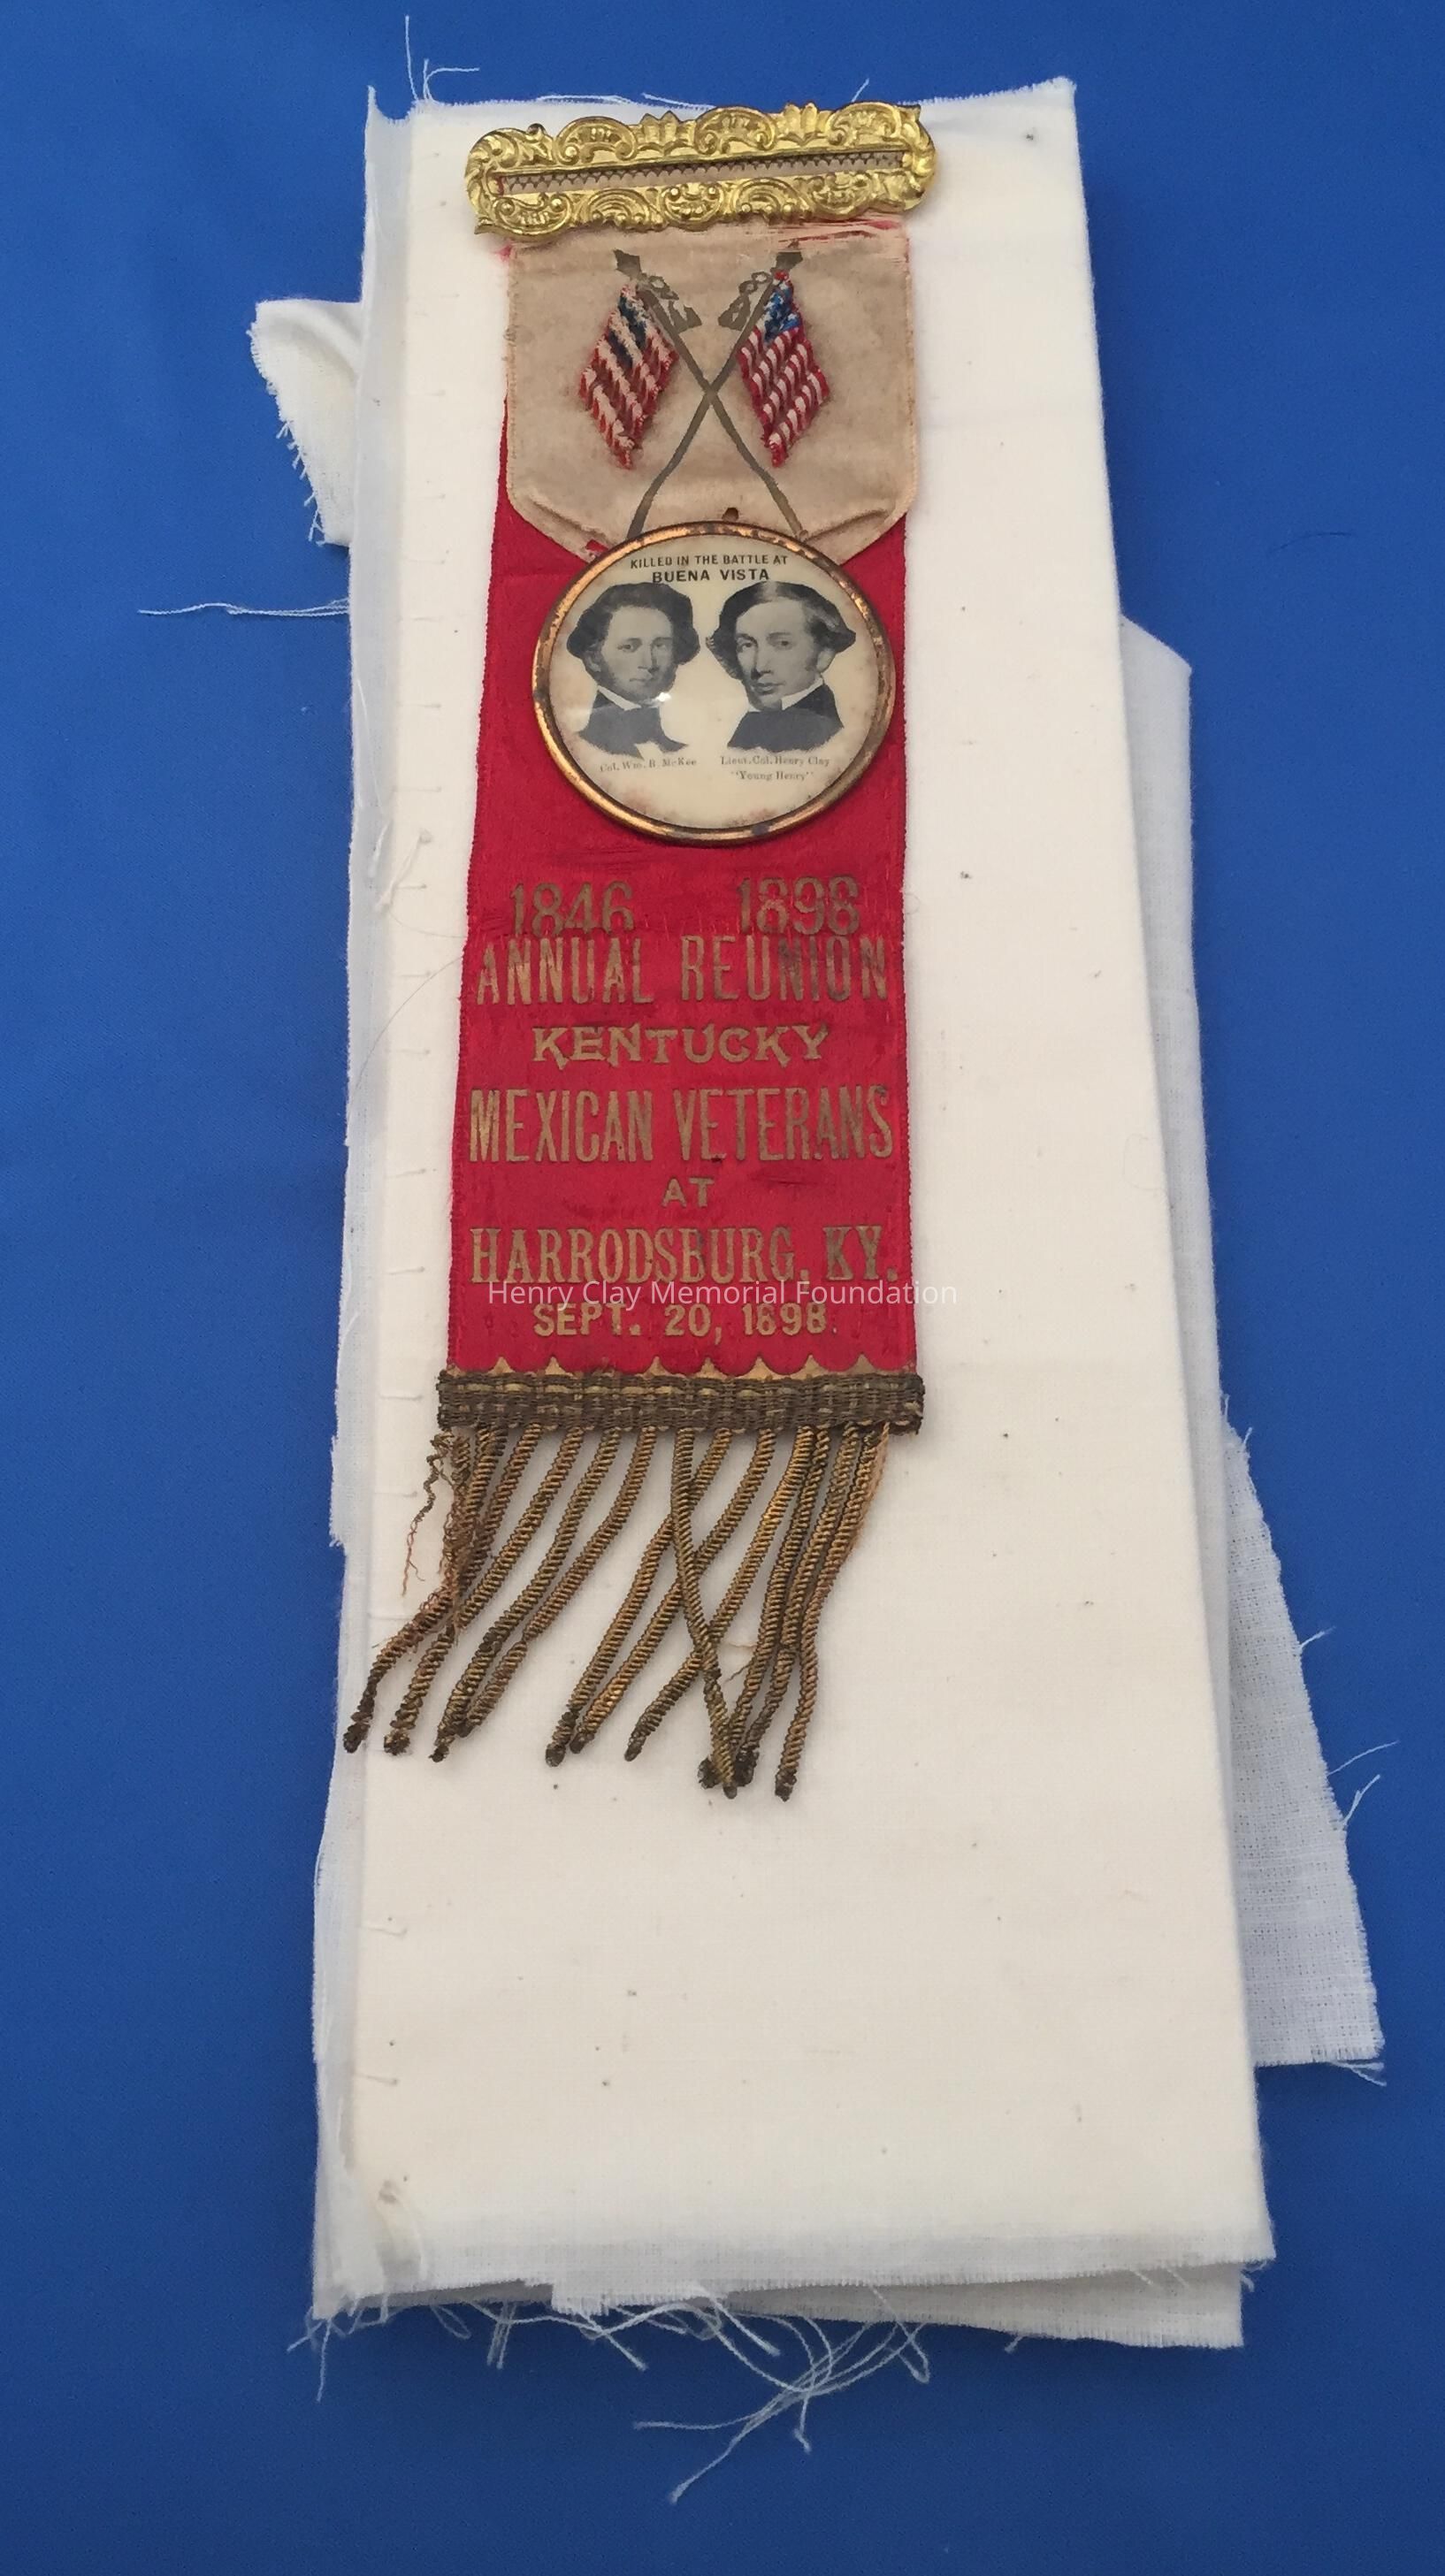 KILLED IN THE BATTLE AT
BUENA VISTA
Col. Wm. R. McKee
Lieut. Col. Henry Clay
"Young Henry"
1846 1898
ANNUAL REUNION
KENTUCKY
MEXICAN VETERANS
AT
HARRODSBURG, KY.
Henry Clay Memorial Foundation
SEPT. 20, 1898.